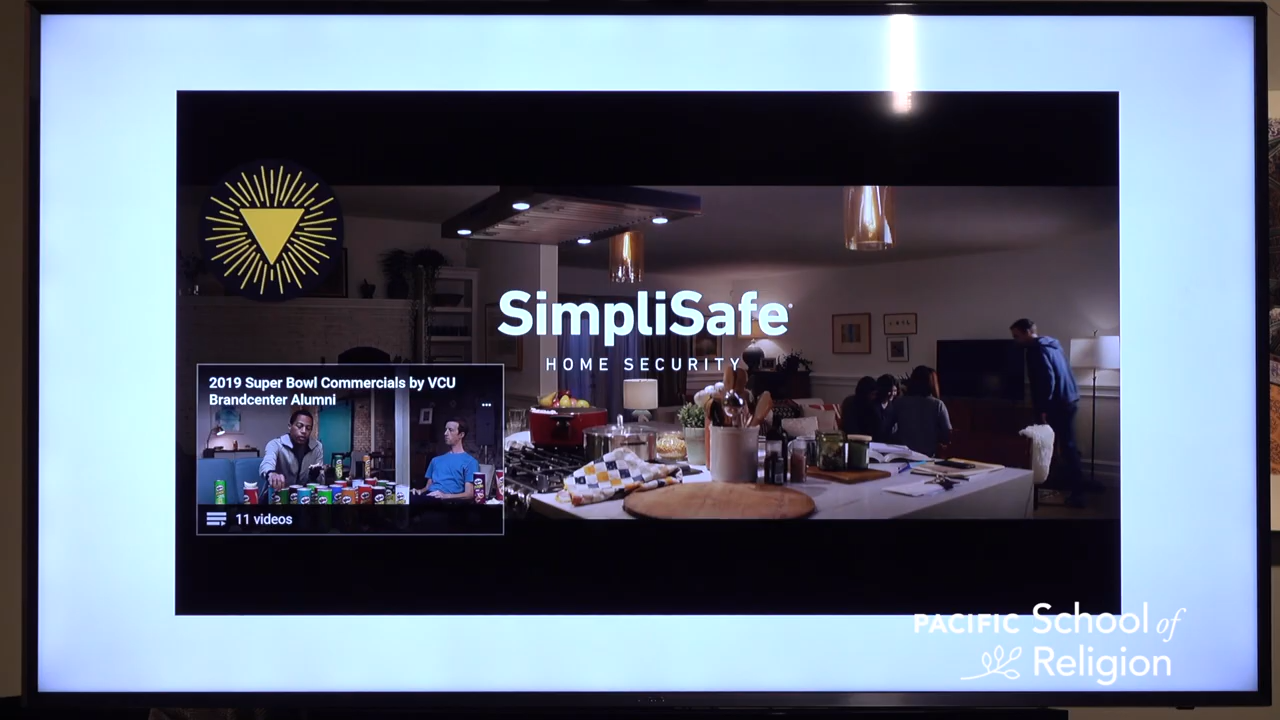 SimpliSafe
HOME SECURITY
2019 Super Bowl Commercials by VCU
Brandcenter Alumni
11 videos
PACIFIC School of
Religion